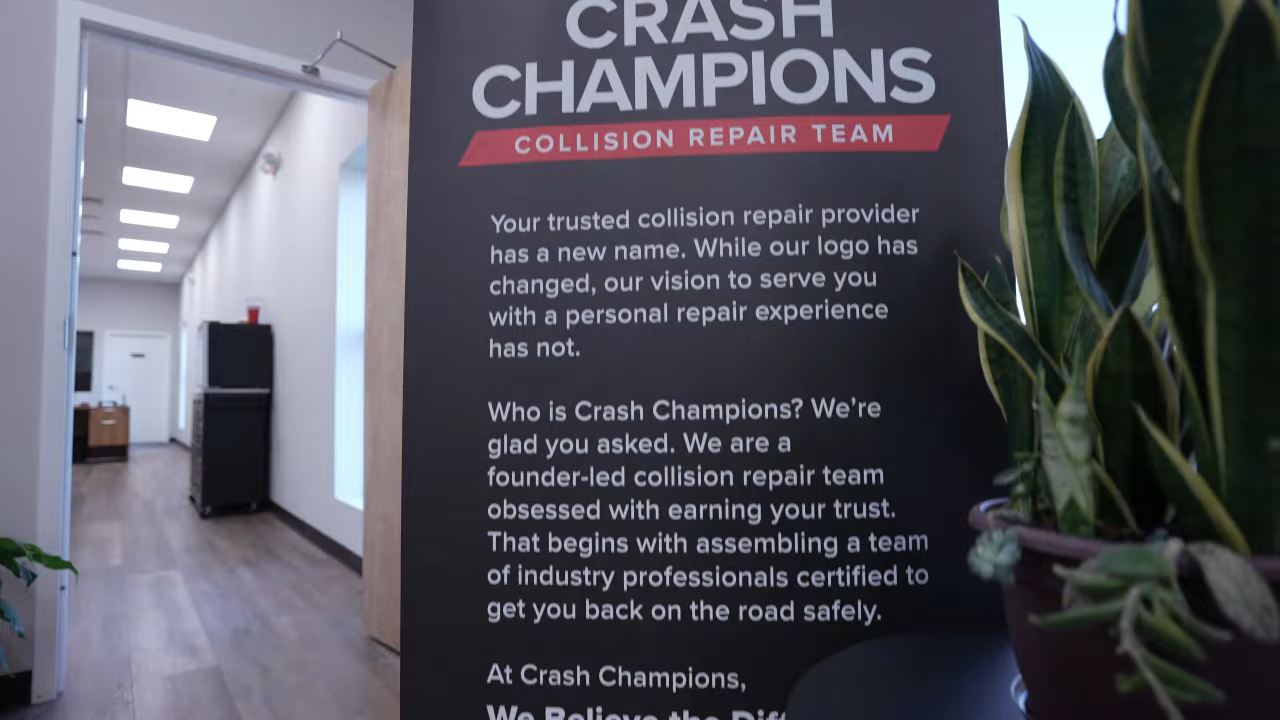 CRASH
CHAMPIONS
COLLISION REPAIR TEAM
Your trusted collision repair provider
has a new name. While our logo has
changed, our vision to serve you
with a personal repair experience
has not.
Who is Crash Champions? We’re
glad you asked. We are a
founder-led collision repair team
obsessed with earning your trust.
That begins with assembling a team
of industry professionals certified to
get you back on the road safely.
At Crash Champions,
We Believe the